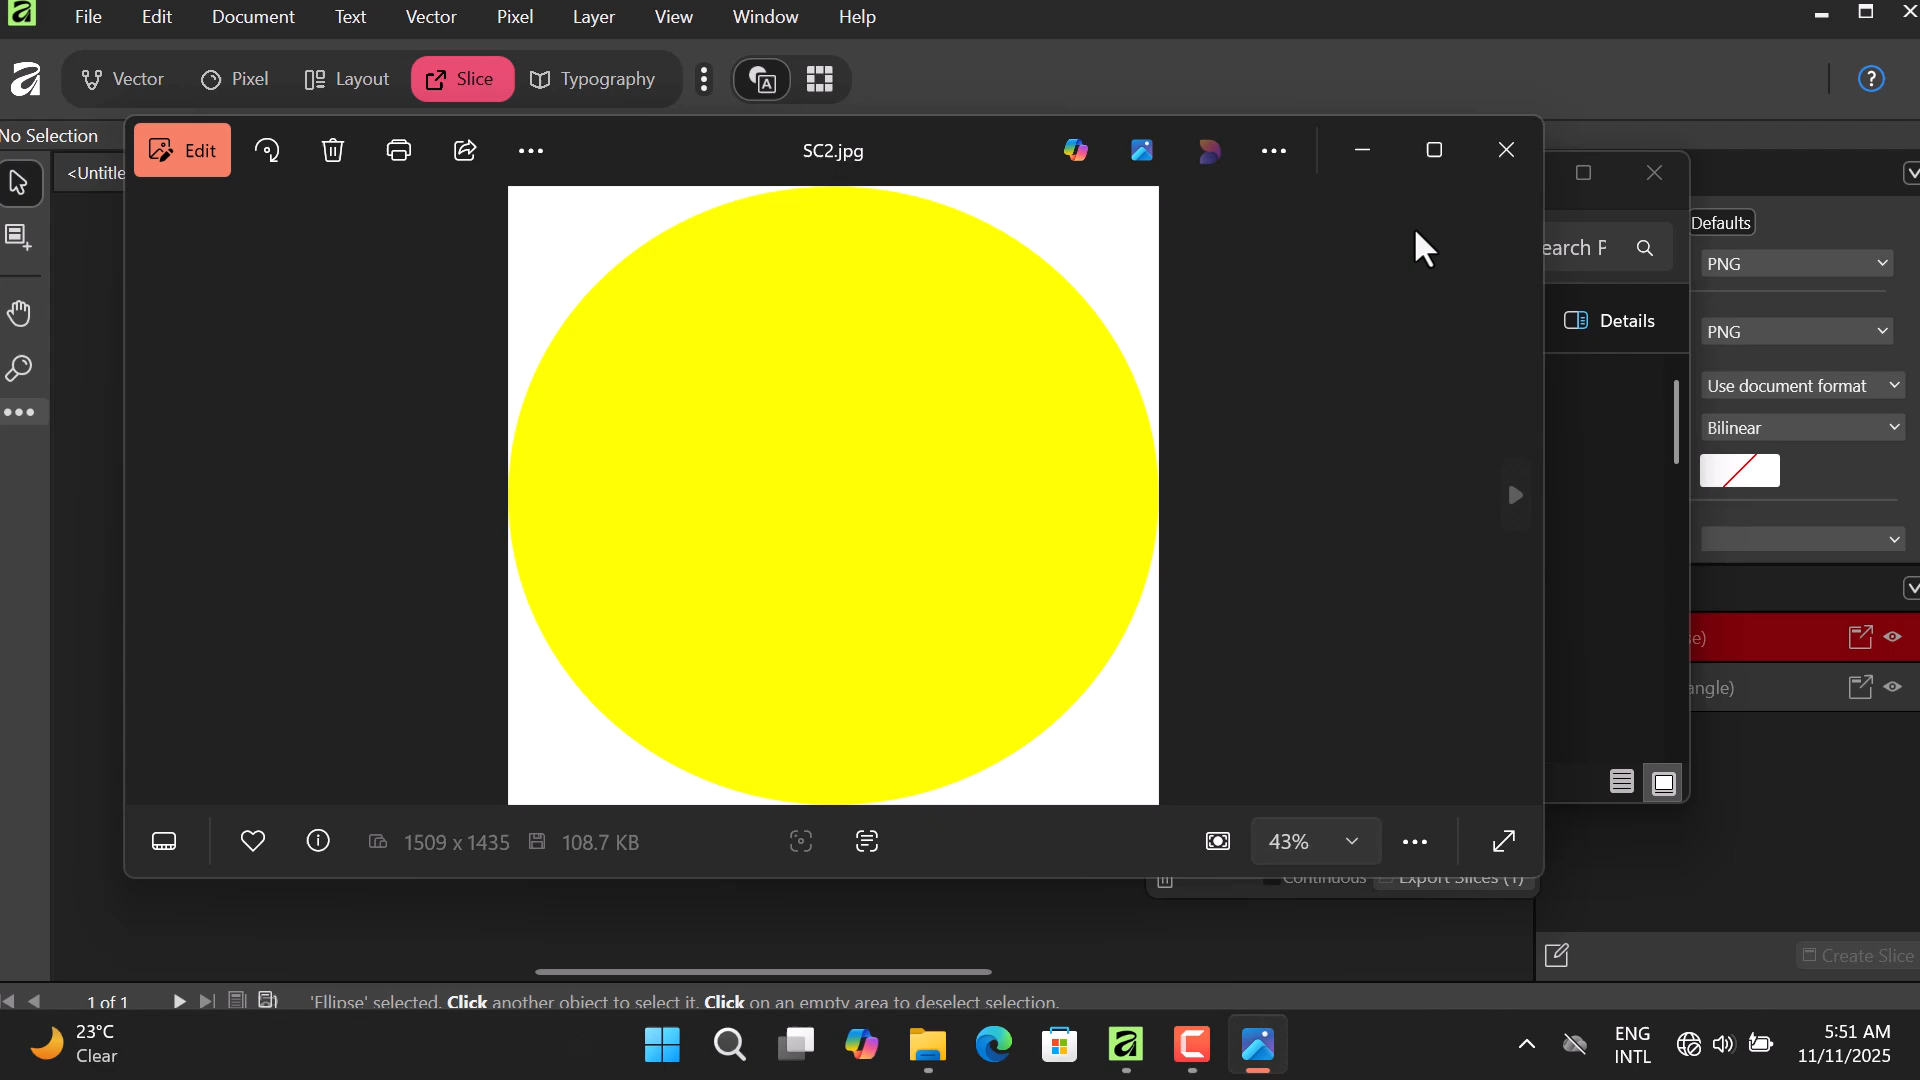 File Edit Document Text Vector Pixel Layer View Window Help
Vector Pixel Layout Slice Typography
No Selection
<Untitle
Edit SC2.jpg
Defaults
earch P
PNG
Details
PNG
Use document format
Bilinear
se)
angle)
1509 x 1435 108.7 KB 43%
Continuous Export Slices (1)
Create Slice
1 of 1 'Ellipse' selected. Click another object to select it. Click on an empty area to deselect selection.
23°C
Clear
ENG
INTL
5:51 AM
11/11/2025